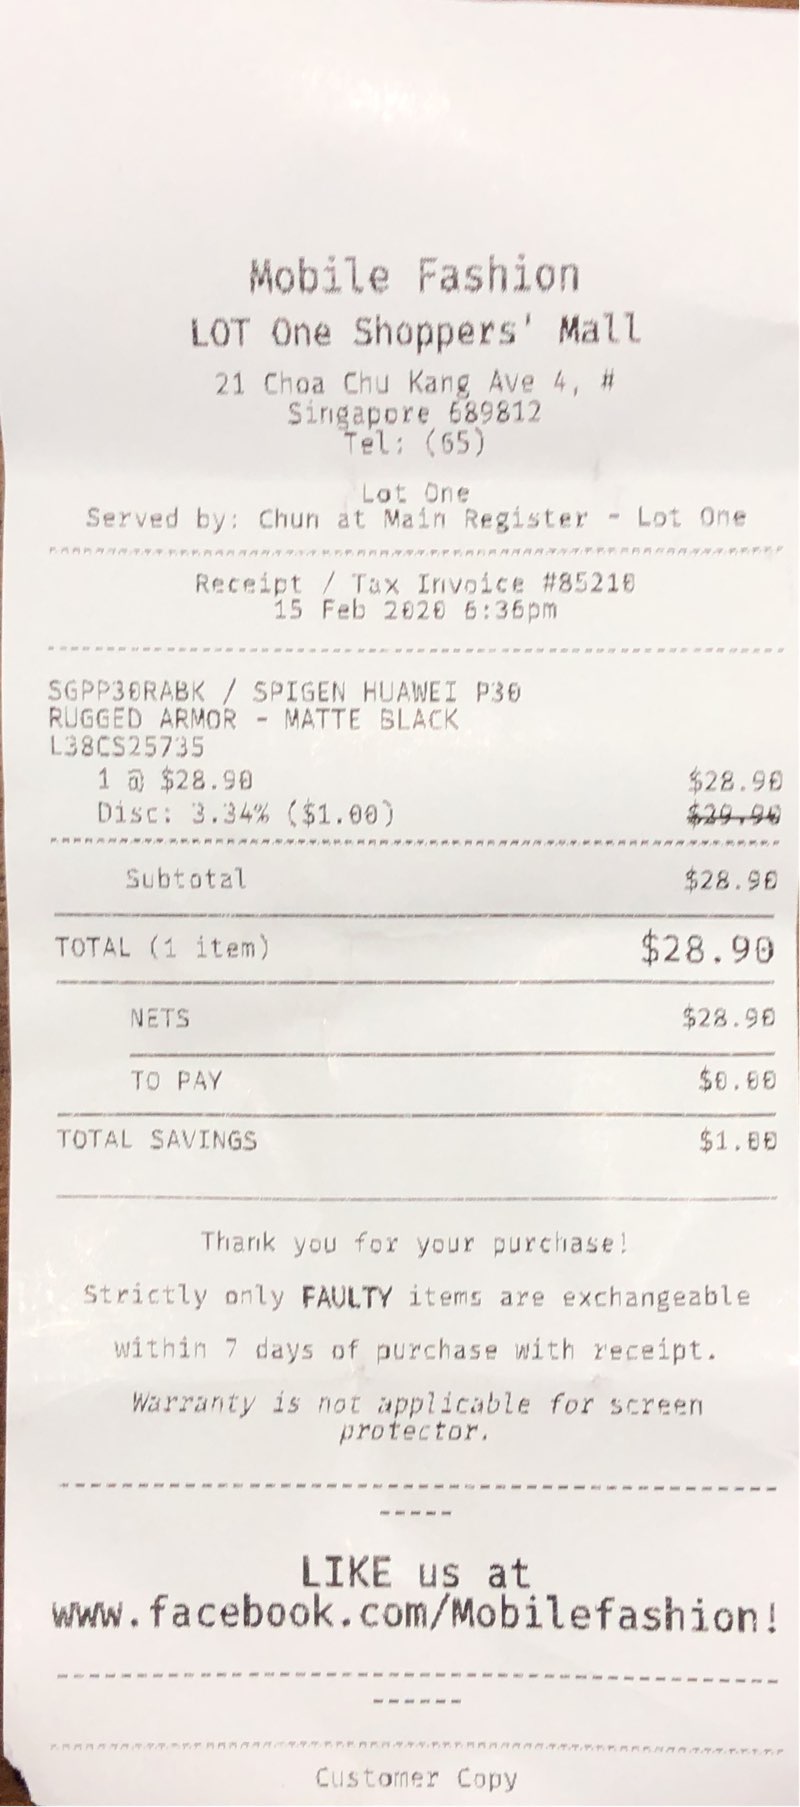 Mobile Fashion
LOT One Shoppers' Mall
21 Choa Chu Kang Ave 4, #
Singapore 689812
Tel: (65)
Lot One
Served by: Chun at Main Register - Lot One
Receipt / Tax Invoice #85210
15 Feb 2020 6:36pm
SGPP30RABK / SPIGEN HUAWEI P30
RUGGED ARMOR - MATTE BLACK
L38CS25735
1 @ $28.90 $28.90
Disc: 3.34% ($1.00) $29.90
Subtotal $28.90
TOTAL (1 item) $28.90
NETS $28.90
TO PAY $0.00
TOTAL SAVINGS $1.00
Thank you for your purchase!
Strictly only FAULTY items are exchangeable
within 7 days of purchase with receipt.
Warranty is not applicable for screen
protector.
------------------------------------------
-----
LIKE us at
www.facebook.com/Mobilefashion!
------------------------------------------
------
Customer Copy